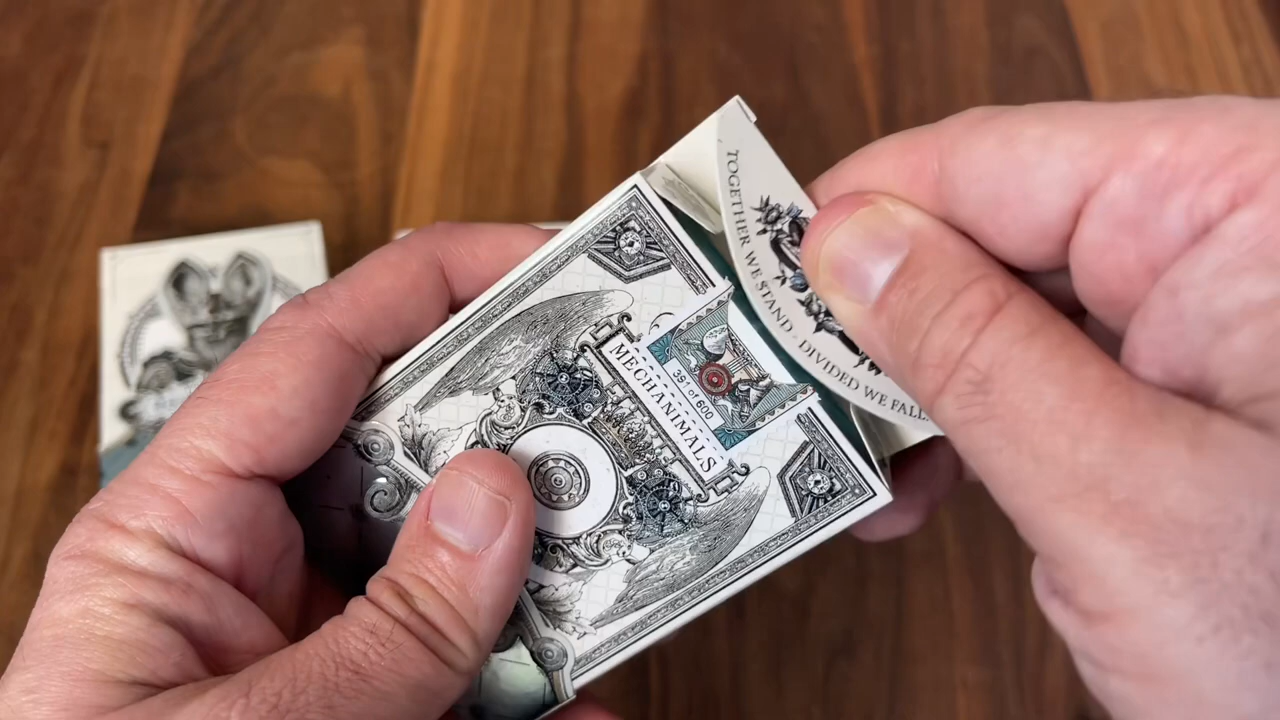 TOGETHER WE STAND - DIVIDED WE FALL
391 of 600
MECHANIMALS